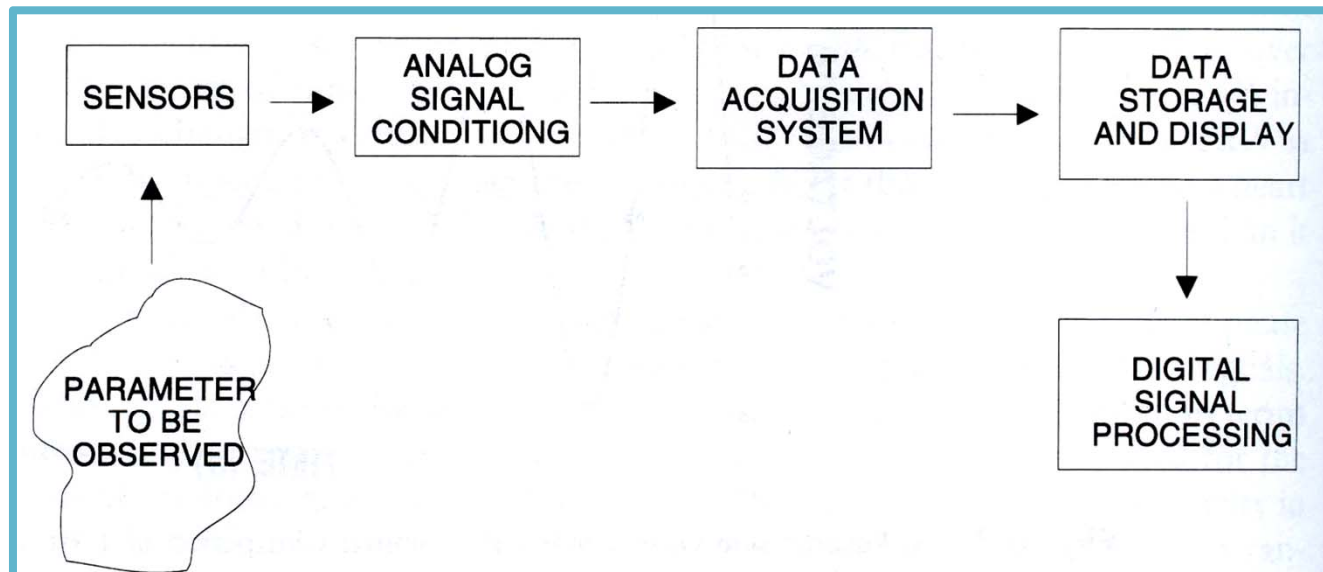 SENSORS
ANALOG
SIGNAL
CONDITIONG
DATA
ACQUISITION
SYSTEM
DATA
STORAGE
AND DISPLAY
PARAMETER
TO BE
OBSERVED
DIGITAL
SIGNAL
PROCESSING